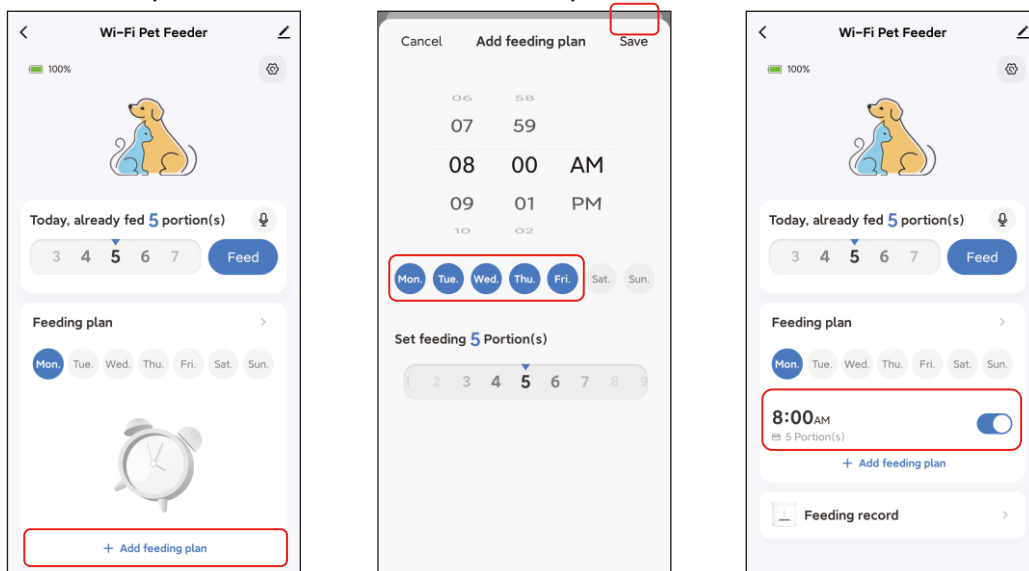 Wi-Fi Pet Feeder
100%
Today, already fed 5 portion(s)
3 4 5 6 7 Feed
Feeding plan
Mon. Tue. Wed. Thu. Fri. Sat. Sun.
+ Add feeding plan
Cancel Add feeding plan Save
06 58
07 59
08 00 AM
09 01 PM
10 02
Mon. Tue. Wed. Thu. Fri. Sat. Sun.
Set feeding 5 Portion(s)
1 2 3 4 5 6 7 8 9
Wi-Fi Pet Feeder
100%
Today, already fed 5 portion(s)
3 4 5 6 7 Feed
Feeding plan
Mon. Tue. Wed. Thu. Fri. Sat. Sun.
8:00AM
5 Portion(s)
+ Add feeding plan
Feeding record